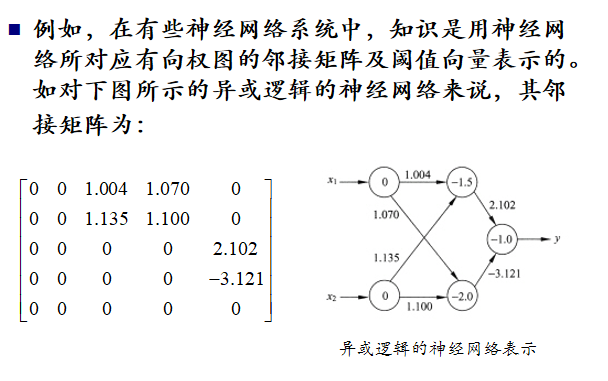 ■ 例如，在有些神经网络系统中，知识是用神经网
络所对应有向权图的邻接矩阵及阈值向量表示的。
如对下图所示的异或逻辑的神经网络来说，其邻
接矩阵为：
0 0 1.004 1.070 0
0 0 1.135 1.100 0
0 0 0 0 2.102
0 0 0 0 −3.121
0 0 0 0 0
x₁ 0 1.004 −1.5
2.102
1.070
−1.0 y
1.135
−3.121
x₂ 0 1.100 −2.0
异或逻辑的神经网络表示